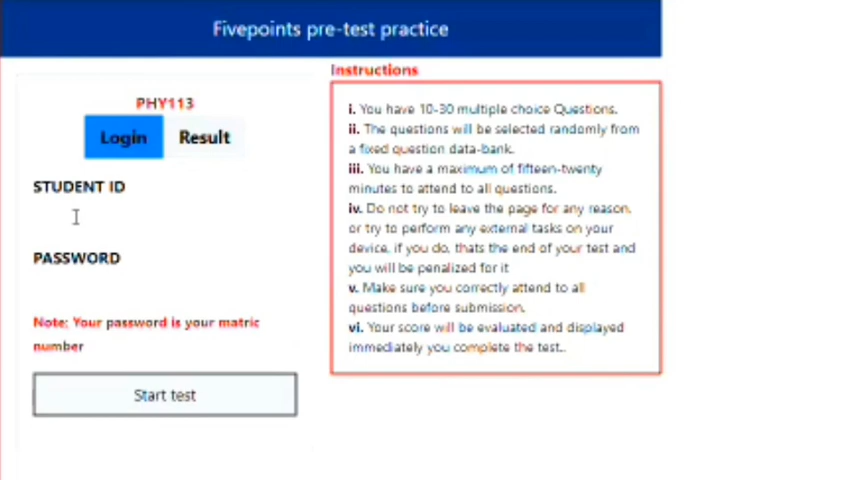 Fivepoints pre-test practice
PHY113
Login Result
STUDENT ID
PASSWORD
Note: Your password is your matric
number
Start test
Instructions
i. You have 10-30 multiple choice Questions.
ii. The questions will be selected randomly from
a fixed question data-bank.
iii. You have a maximum of fifteen-twenty
minutes to attend to all questions.
iv. Do not try to leave the page for any reason,
or try to perform any external tasks on your
device, if you do, thats the end of your test and
you will be penalized for it
v. Make sure you correctly attend to all
questions before submission.
vi. Your score will be evaluated and displayed
immediately you complete the test..